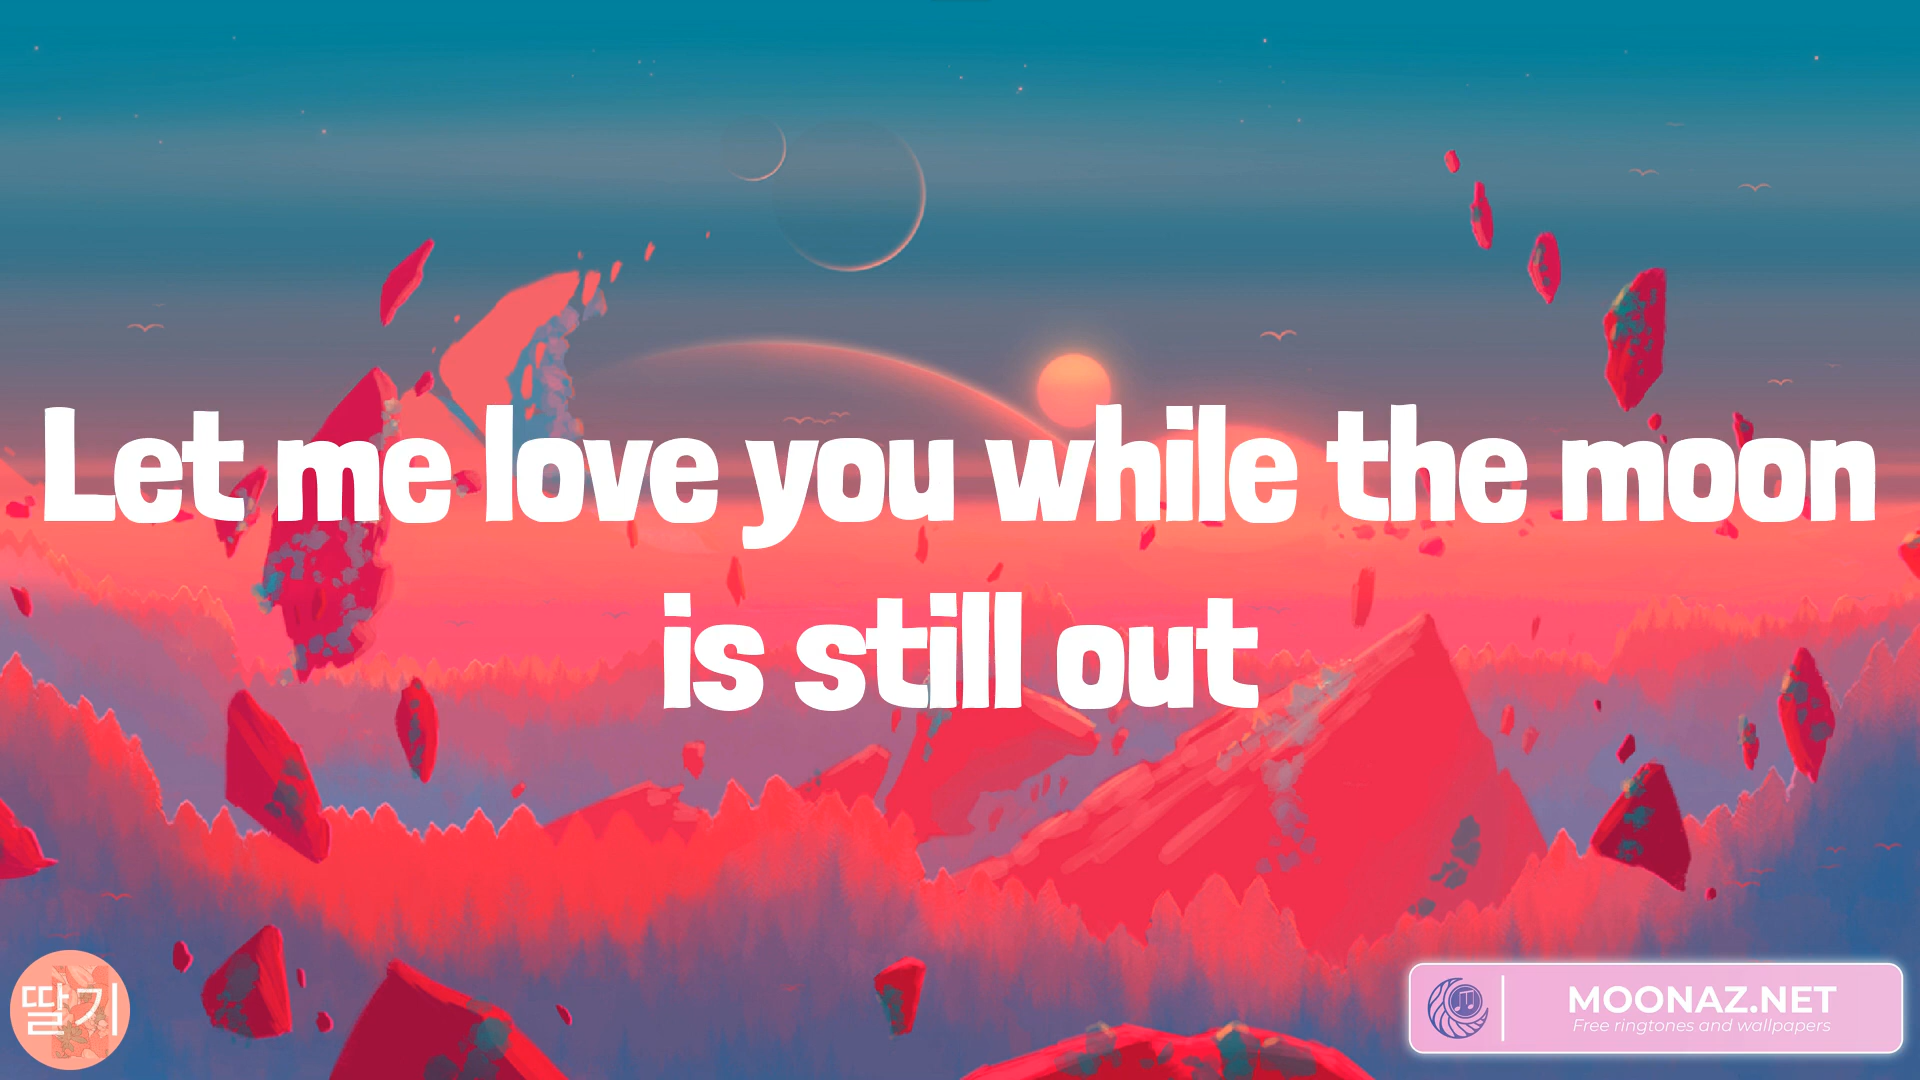 Let me love you while the moon
is still out
딸기
MOONAZ.NET
Free ringtones and wallpapers